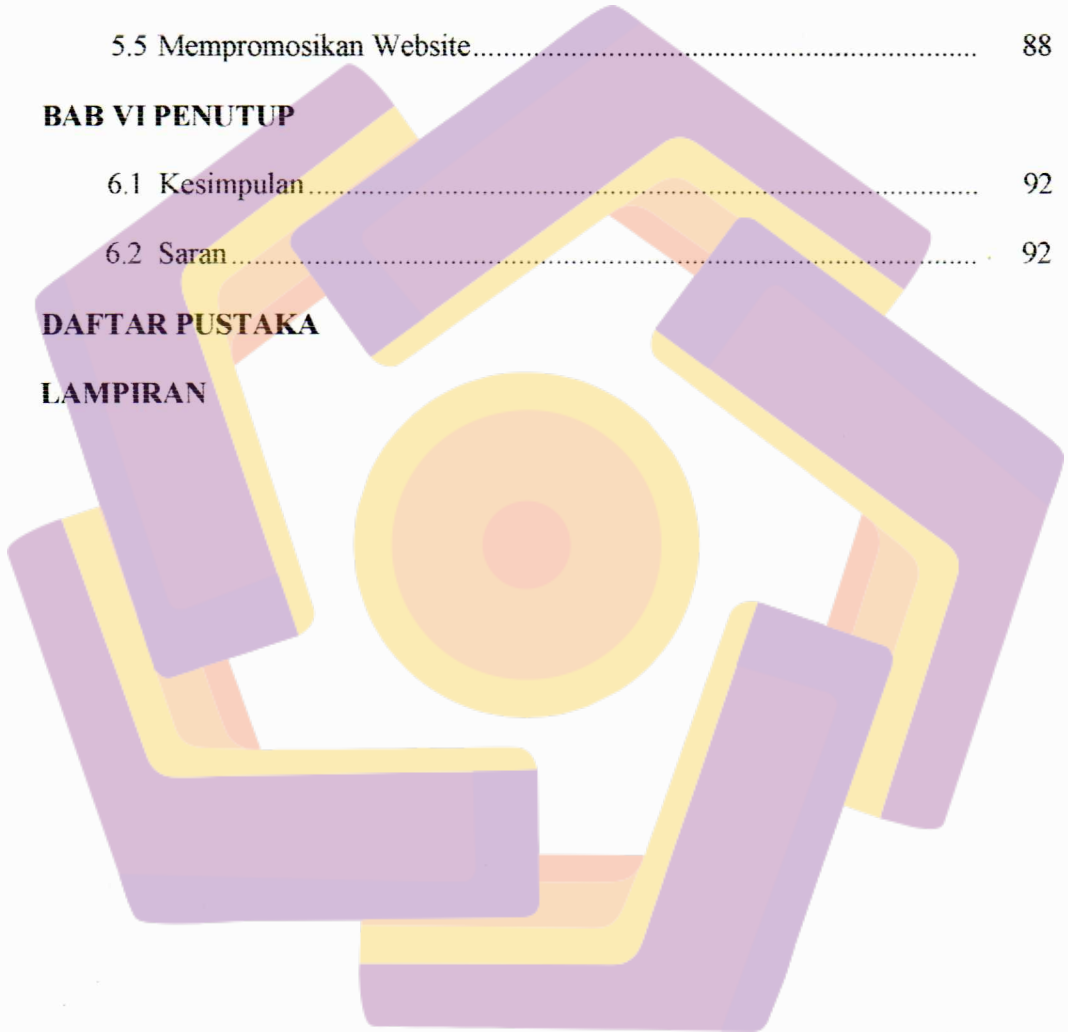 5.5 Mempromosikan Website.......................................................... 88
BAB VI PENUTUP
6.1 Kesimpulan.......................................................................... 92
6.2 Saran.................................................................................... 92
DAFTAR PUSTAKA
LAMPIRAN